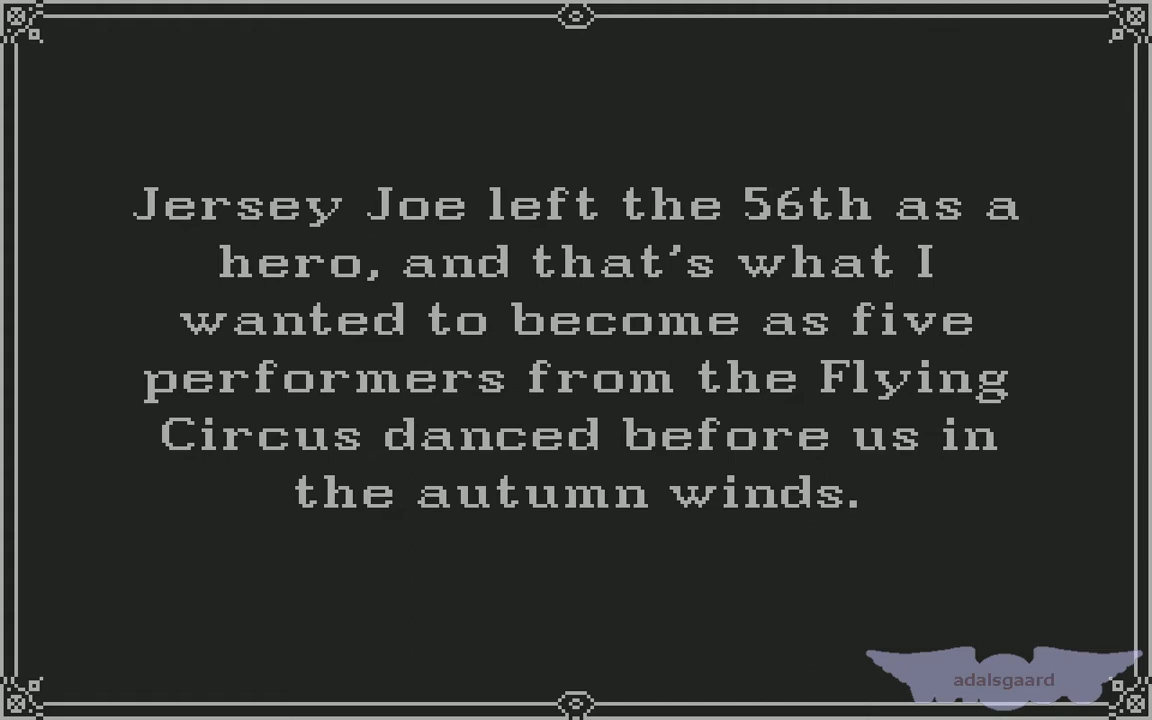 Jersey Joe left the 56th as a
hero, and that's what I
wanted to become as five
performers from the Flying
Circus danced before us in
the autumn winds.
adalsgaard